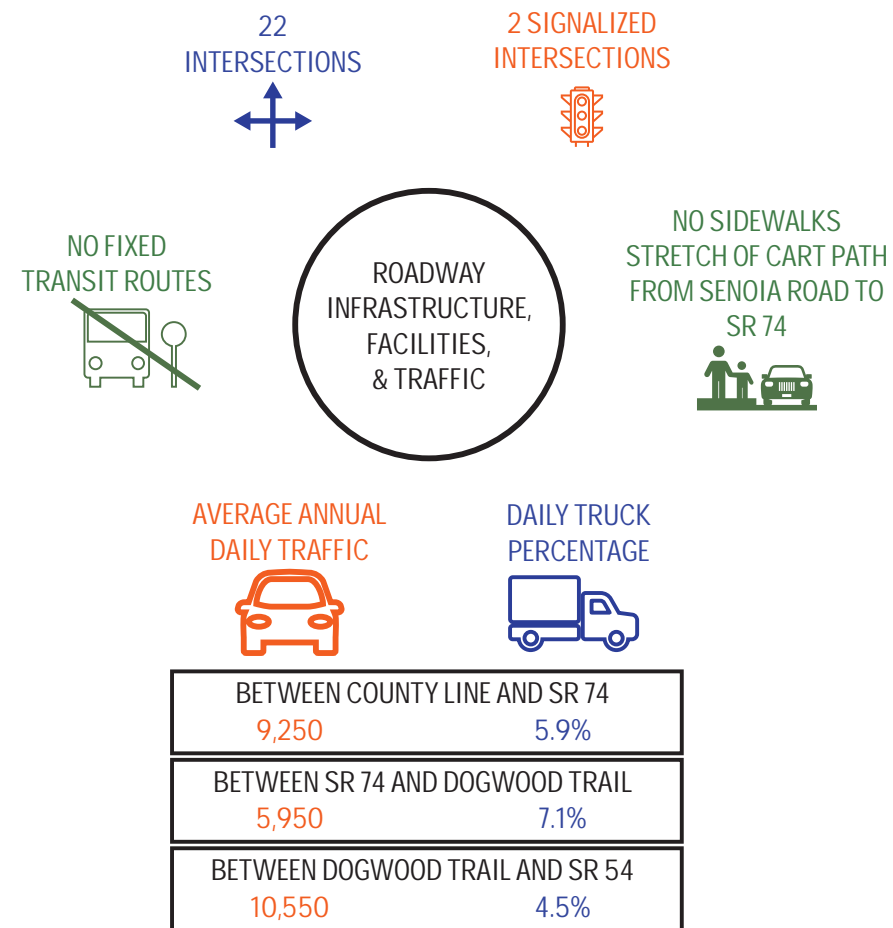 22
INTERSECTIONS
2 SIGNALIZED
INTERSECTIONS
NO FIXED
TRANSIT ROUTES
ROADWAY
INFRASTRUCTURE,
FACILITIES,
& TRAFFIC
NO SIDEWALKS
STRETCH OF CART PATH
FROM SENOIA ROAD TO
SR 74
AVERAGE ANNUAL
DAILY TRAFFIC
DAILY TRUCK
PERCENTAGE
BETWEEN COUNTY LINE AND SR 74
9,250 5.9%
BETWEEN SR 74 AND DOGWOOD TRAIL
5,950 7.1%
BETWEEN DOGWOOD TRAIL AND SR 54
10,550 4.5%